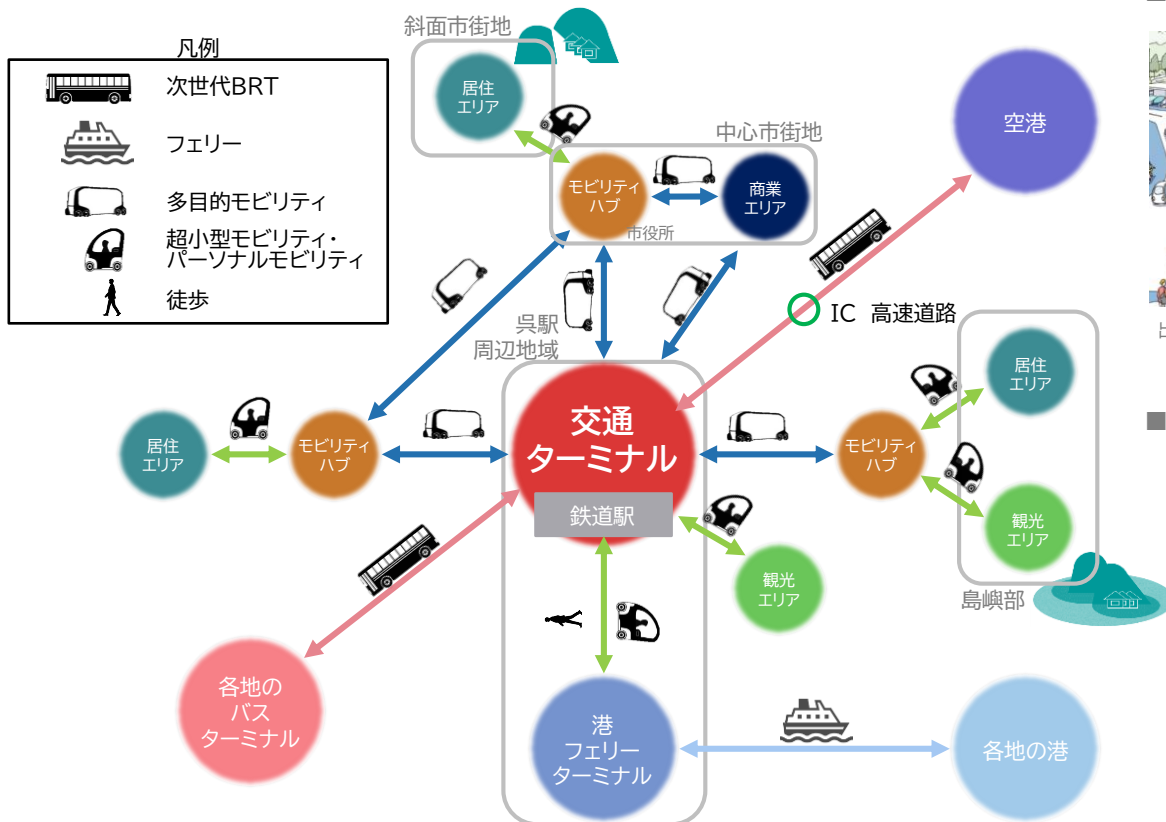 凡例
次世代BRT
フェリー
多目的モビリティ
超小型モビリティ・
パーソナルモビリティ
徒歩
斜面市街地
居住
エリア
中心市街地
モビリティ
ハブ
商業
エリア
市役所
空港
IC 高速道路
呉駅
周辺地域
交通
ターミナル
鉄道駅
居住
エリア
モビリティ
ハブ
モビリティ
ハブ
居住
エリア
観光
エリア
島嶼部
観光
エリア
各地の
バス
ターミナル
港
フェリー
ターミナル
各地の港